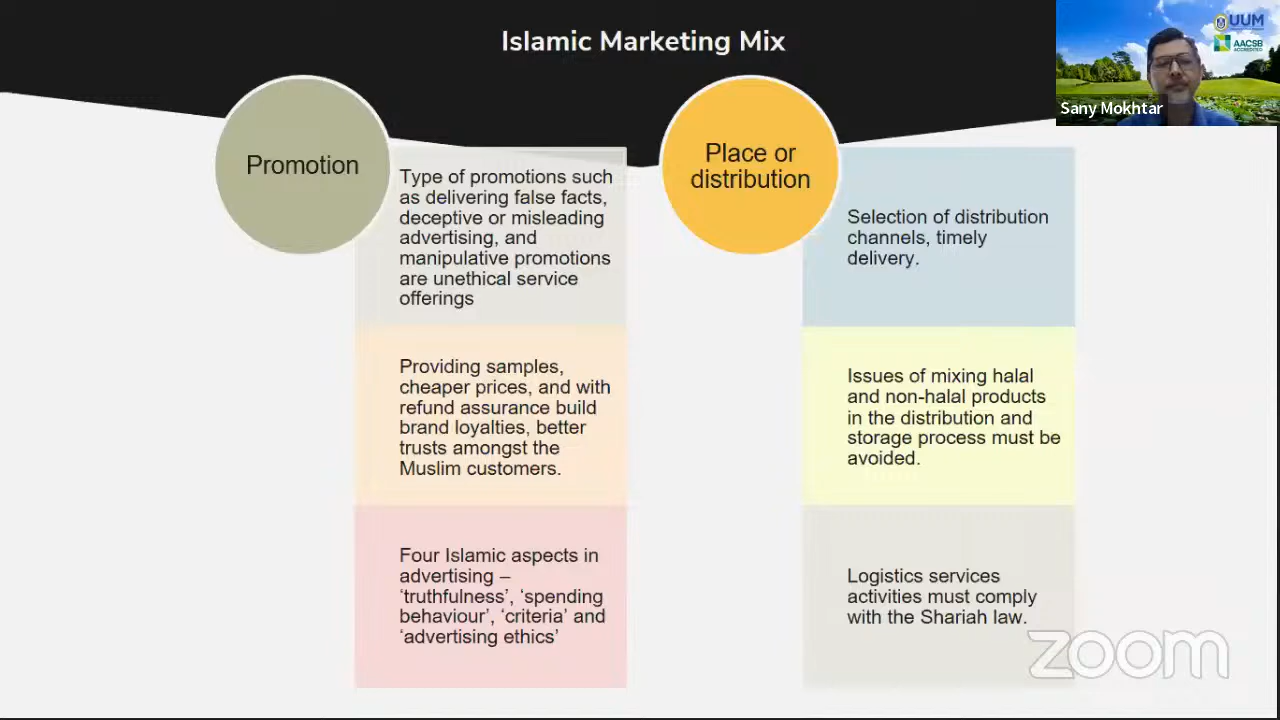 Islamic Marketing Mix
UUM
AACSB
ACCREDITED
Sany Mokhtar
Promotion
Type of promotions such
as delivering false facts,
deceptive or misleading
advertising, and
manipulative promotions
are unethical service
offerings
Providing samples,
cheaper prices, and with
refund assurance build
brand loyalties, better
trusts amongst the
Muslim customers.
Four Islamic aspects in
advertising –
‘truthfulness’, ‘spending
behaviour’, ‘criteria’ and
‘advertising ethics’
Place or
distribution
Selection of distribution
channels, timely
delivery.
Issues of mixing halal
and non-halal products
in the distribution and
storage process must be
avoided.
Logistics services
activities must comply
with the Shariah law.
zoom